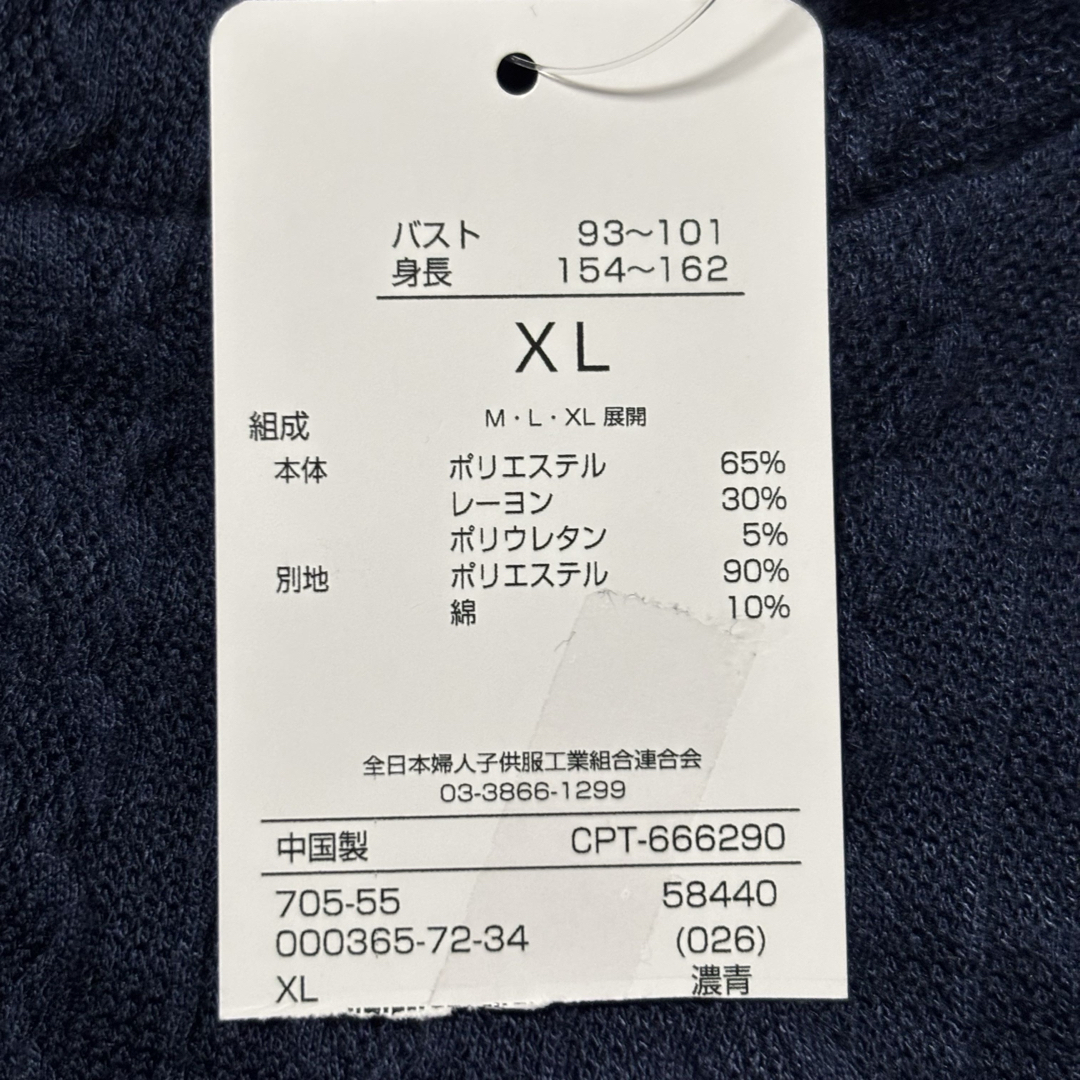 バスト 93～101
身長 154～162
XL
M・L・XL 展開
組成
本体 ポリエステル 65%
レーヨン 30%
ポリウレタン 5%
別地 ポリエステル 90%
綿 10%
全日本婦人子供服工業組合連合会
03-3866-1299
中国製 CPT-666290
705-55 58440
000365-72-34 (026)
XL 濃青